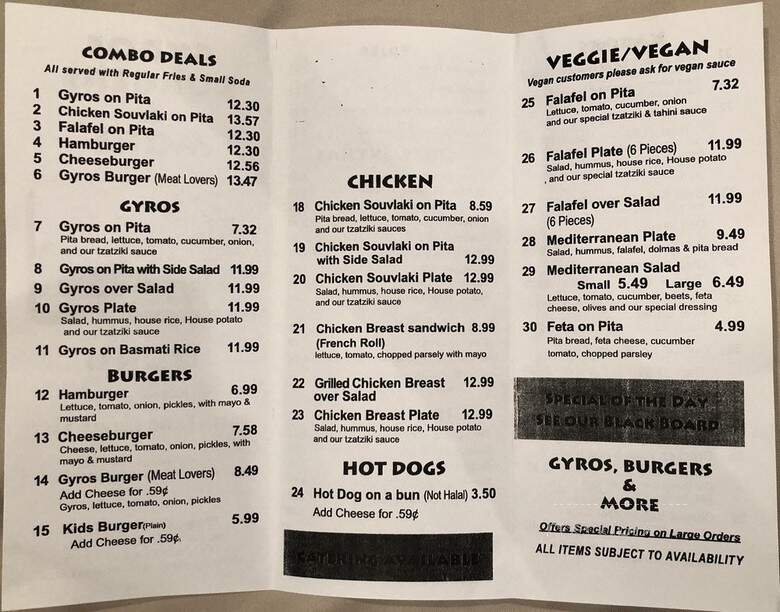 COMBO DEALS
All served with Regular Fries & Small Soda
1 Gyros on Pita 12.30
2 Chicken Souvlaki on Pita 13.57
3 Falafel on Pita 12.30
4 Hamburger 12.30
5 Cheeseburger 12.56
6 Gyros Burger (Meat Lovers) 13.47
GYROS
7 Gyros on Pita 7.32
Pita bread, lettuce, tomato, cucumber, onion,
and our tzatziki sauce
8 Gyros on Pita with Side Salad 11.99
9 Gyros over Salad 11.99
10 Gyros Plate 11.99
Salad, hummus, house rice, House potato
and our tzatziki sauce
11 Gyros on Basmati Rice 11.99
BURGERS
12 Hamburger 6.99
Lettuce, tomato, onion, pickles, with mayo &
mustard
13 Cheeseburger 7.58
Cheese, lettuce, tomato, onion, pickles, with
mayo & mustard
14 Gyros Burger (Meat Lovers) 8.49
Add Cheese for .59¢
Gyros, lettuce, tomato, onion, pickles
15 Kids Burger(Plain) 5.99
Add Cheese for .59¢
CHICKEN
18 Chicken Souvlaki on Pita 8.59
Pita bread, lettuce, tomato, cucumber, onion
and our tzatziki sauces
19 Chicken Souvlaki on Pita
with Side Salad 12.99
20 Chicken Souvlaki Plate 12.99
Salad, hummus, house rice, House potato,
and our tzatziki sauce
21 Chicken Breast sandwich 8.99
(French Roll)
lettuce, tomato, chopped parsely with mayo
22 Grilled Chicken Breast 12.99
over Salad
23 Chicken Breast Plate 12.99
Salad, hummus, house rice, House potato
and our tzatziki sauce
HOT DOGS
24 Hot Dog on a bun (Not Halal) 3.50
Add Cheese for .59¢
CATERING AVAILABLE
VEGGIE/VEGAN
Vegan customers please ask for vegan sauce
25 Falafel on Pita 7.32
Lettuce, tomato, cucumber, onion
and our special tzatziki & tahini sauce
26 Falafel Plate (6 Pieces) 11.99
Salad, hummus, house rice, House potato
, and our special tzatziki sauce
27 Falafel over Salad 11.99
(6 Pieces)
28 Mediterranean Plate 9.49
Salad, hummus, falafel, dolmas & pita bread
29 Mediterranean Salad
Small 5.49 Large 6.49
Lettuce, tomato, cucumber, beets, feta
cheese, olives and our special dressing
30 Feta on Pita 4.99
Pita bread, feta cheese, cucumber
tomato, chopped parsley
SPECIAL OF THE DAY
SEE OUR BLACK BOARD
GYROS, BURGERS
&
MORE
Offers Special Pricing on Large Orders
ALL ITEMS SUBJECT TO AVAILABILITY